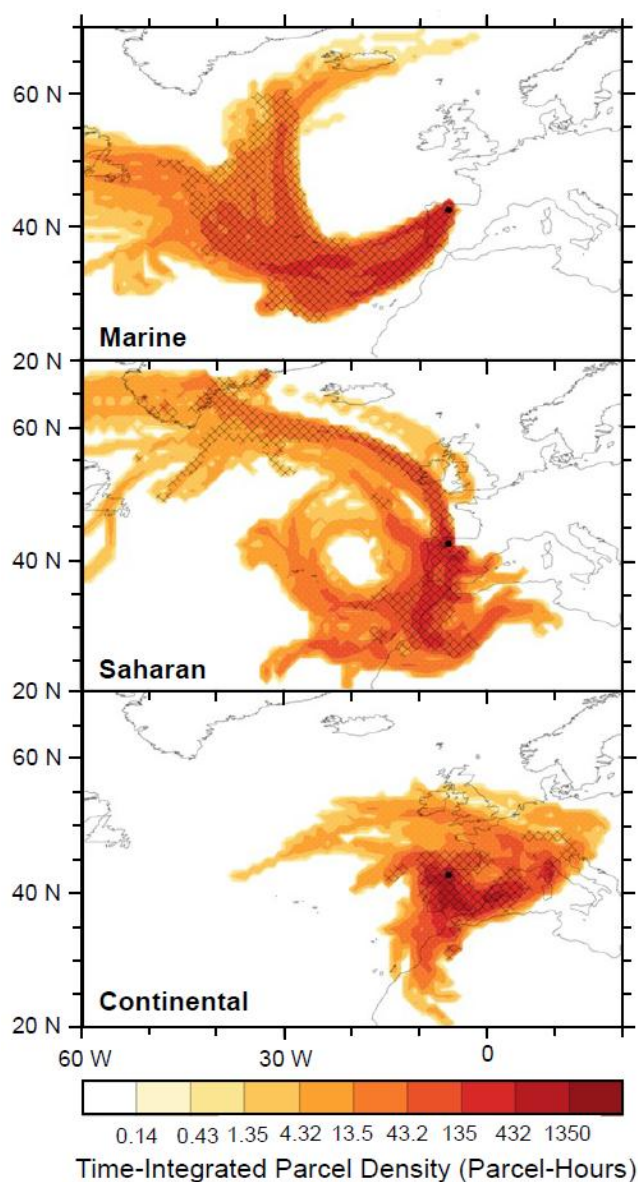 60 N
40 N
Marine
20 N
60 N
40 N
Saharan
20 N
60 N
40 N
Continental
20 N
60 W 30 W 0
0.14 0.43 1.35 4.32 13.5 43.2 135 432 1350
Time-Integrated Parcel Density (Parcel-Hours)